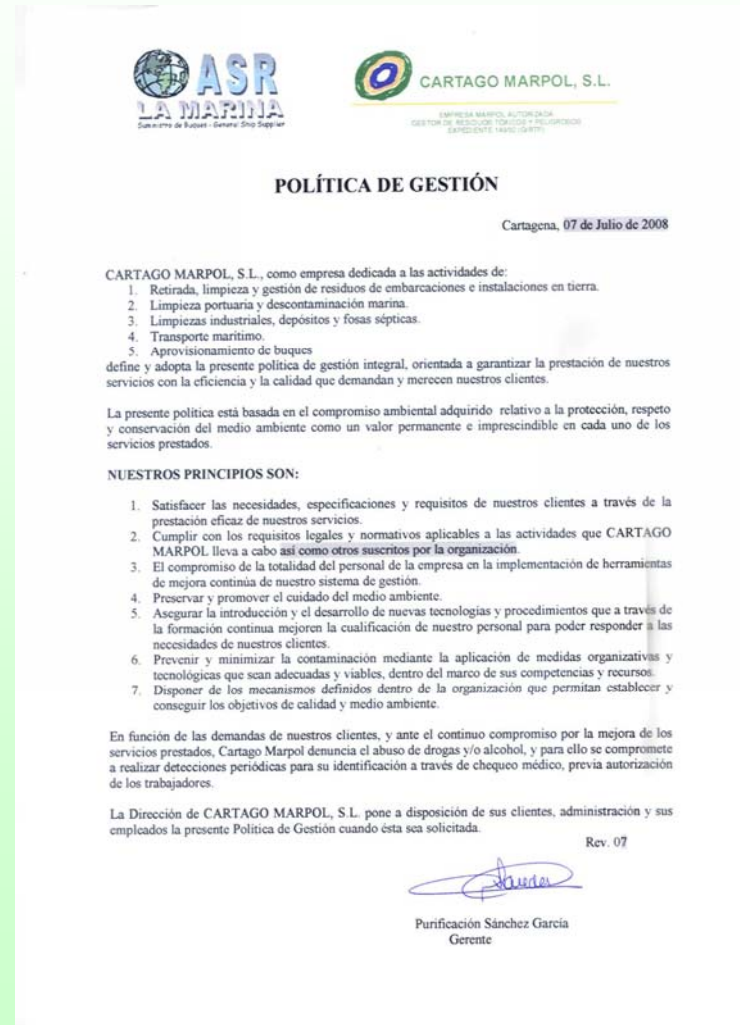 ASR
LA MARINA
Suministro de Buques - General Ship Supplier
CARTAGO MARPOL, S.L.
EMPRESA MARPOL AUTORIZADA
GESTOR DE RESIDUOS TÓXICOS Y PELIGROSOS
POLÍTICA DE GESTIÓN
Cartagena, 07 de Julio de 2008
CARTAGO MARPOL, S.L., como empresa dedicada a las actividades de:
1. Retirada, limpieza y gestión de residuos de embarcaciones e instalaciones en tierra.
2. Limpieza portuaria y descontaminación marina.
3. Limpiezas industriales, depósitos y fosas sépticas.
4. Transporte marítimo.
5. Aprovisionamiento de buques
define y adopta la presente política de gestión integral, orientada a garantizar la prestación de nuestros
servicios con la eficiencia y la calidad que demandan y merecen nuestros clientes.
La presente política está basada en el compromiso ambiental adquirido relativo a la protección, respeto
y conservación del medio ambiente como un valor permanente e imprescindible en cada uno de los
servicios prestados.
NUESTROS PRINCIPIOS SON:
1. Satisfacer las necesidades, especificaciones y requisitos de nuestros clientes a través de la
prestación eficaz de nuestros servicios.
2. Cumplir con los requisitos legales y normativos aplicables a las actividades que CARTAGO
MARPOL lleva a cabo así como otros suscritos por la organización.
3. El compromiso de la totalidad del personal de la empresa en la implementación de herramientas
de mejora continúa de nuestro sistema de gestión.
4. Preservar y promover el cuidado del medio ambiente.
5. Asegurar la introducción y el desarrollo de nuevas tecnologías y procedimientos que a través de
la formación continua mejoren la cualificación de nuestro personal para poder responder a las
necesidades de nuestros clientes.
6. Prevenir y minimizar la contaminación mediante la aplicación de medidas organizativas y
tecnológicas que sean adecuadas y viables, dentro del marco de sus competencias y recursos.
7. Disponer de los mecanismos definidos dentro de la organización que permitan establecer y
conseguir los objetivos de calidad y medio ambiente.
En función de las demandas de nuestros clientes, y ante el continuo compromiso por la mejora de los
servicios prestados, Cartago Marpol denuncia el abuso de drogas y/o alcohol, y para ello se compromete
a realizar detecciones periódicas para su identificación a través de chequeo médico, previa autorización
de los trabajadores.
La Dirección de CARTAGO MARPOL, S.L. pone a disposición de sus clientes, administración y sus
empleados la presente Política de Gestión cuando ésta sea solicitada.
Rev. 07
Purificación Sánchez García
Gerente